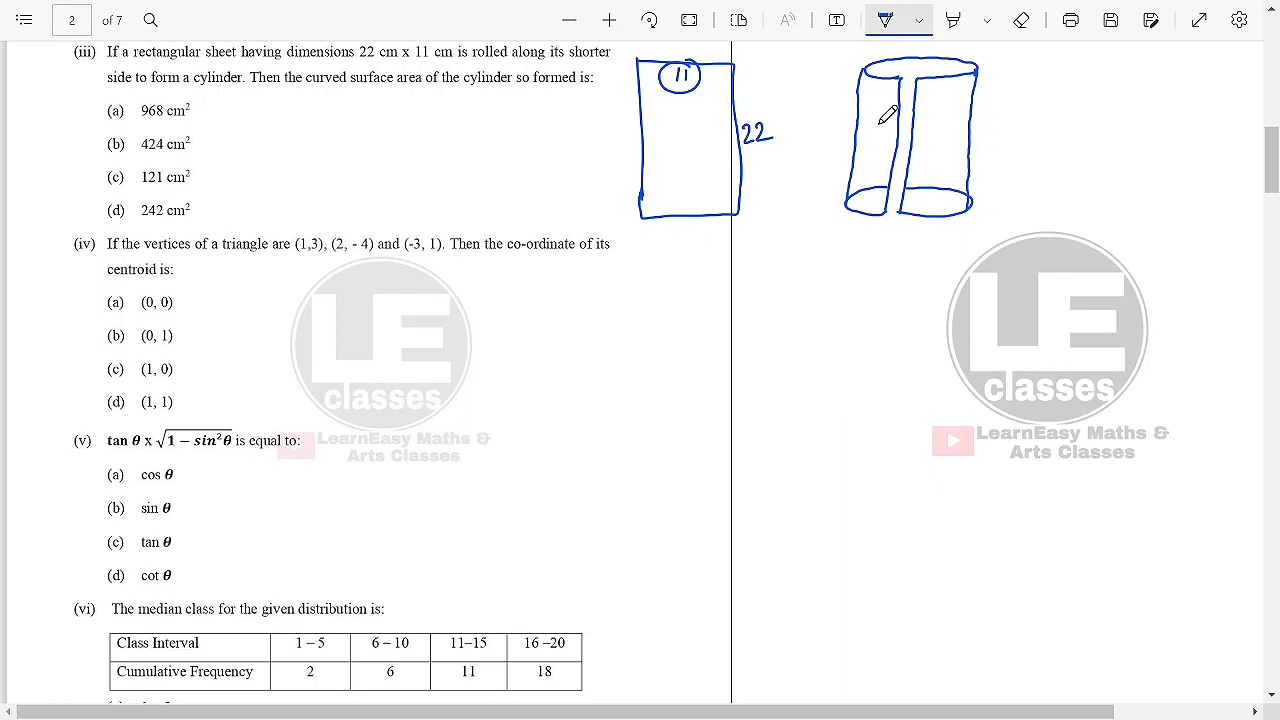 2 of 7
(iii) If a rectangular sheet having dimensions 22 cm x 11 cm is rolled along its shorter
side to form a cylinder. Then the curved surface area of the cylinder so formed is:
(a) 968 cm²
(b) 424 cm²
(c) 121 cm²
(d) 242 cm²
11
22
(iv) If the vertices of a triangle are (1,3), (2, - 4) and (-3, 1). Then the co-ordinate of its
centroid is:
(a) (0, 0)
(b) (0, 1)
(c) (1, 0)
(d) (1, 1)
LE
classes
LearnEasy Maths &
Arts Classes
LE
classes
LearnEasy Maths &
Arts Classes
(v) tan θ x √1 − sin²θ is equal to:
(a) cos θ
(b) sin θ
(c) tan θ
(d) cot θ
(vi) The median class for the given distribution is:
Class Interval 1 – 5 6 – 10 11–15 16 –20
Cumulative Frequency 2 6 11 18